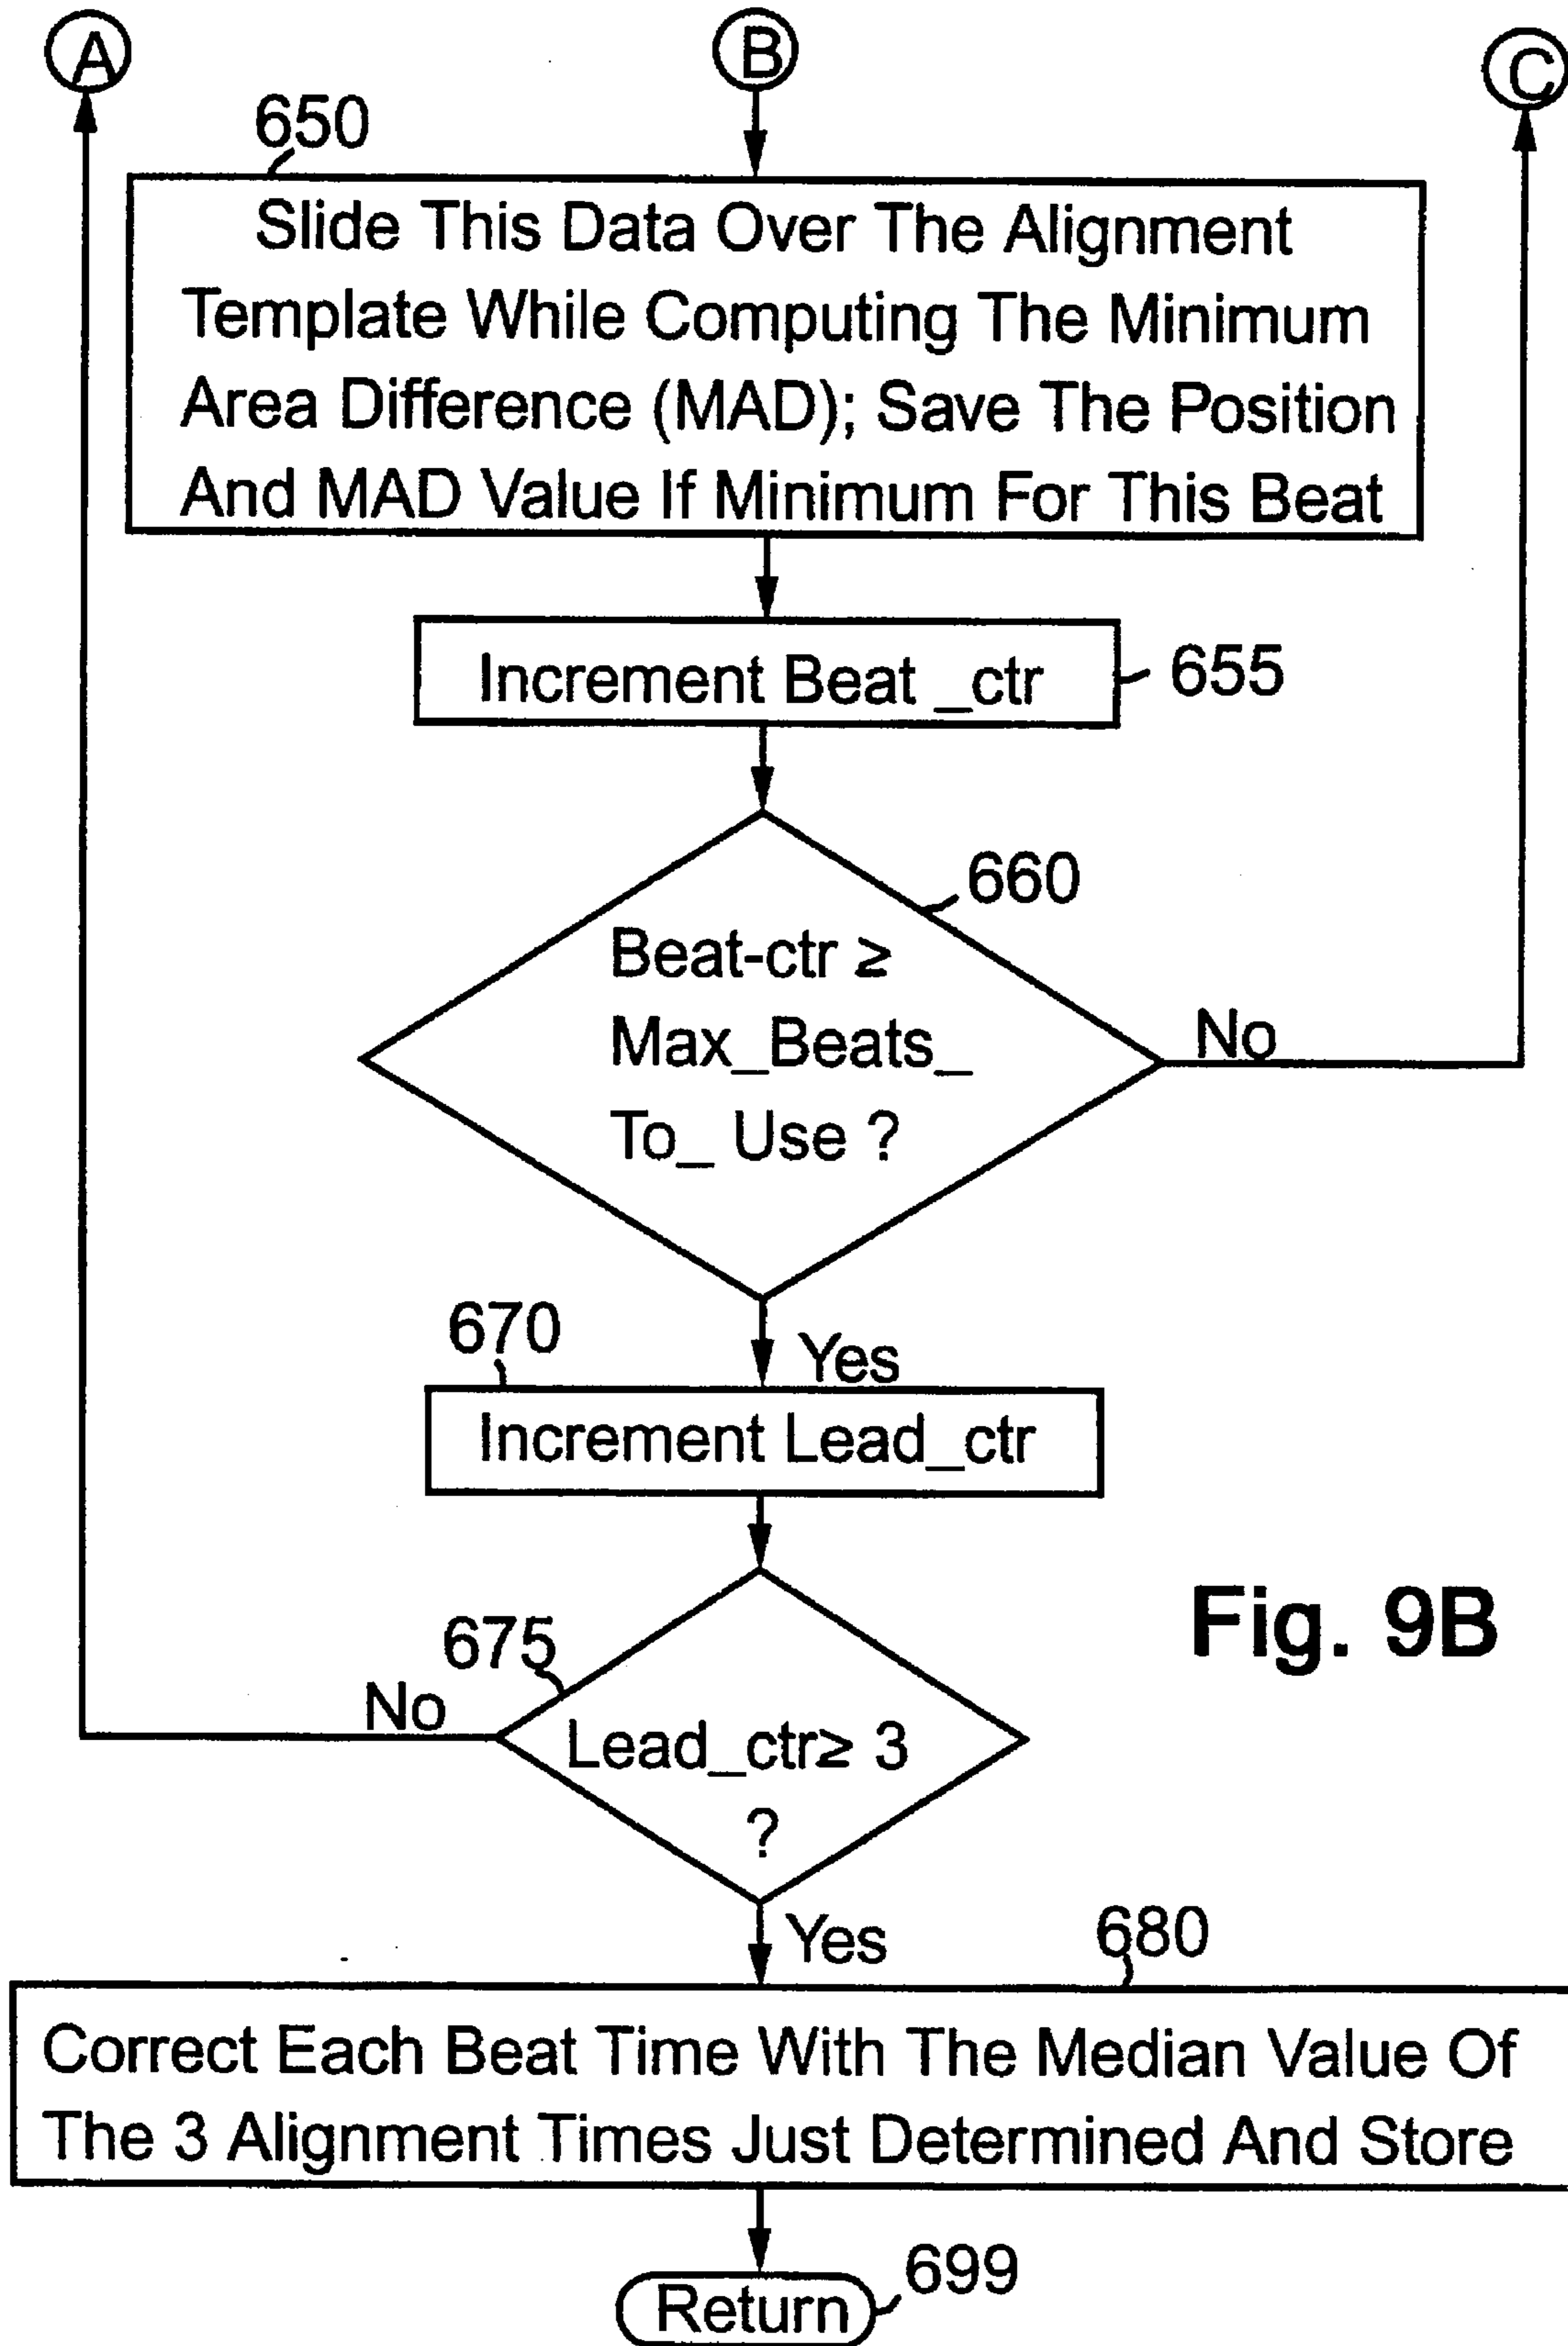 A
B
C
650
Slide This Data Over The Alignment
Template While Computing The Minimum
Area Difference (MAD); Save The Position
And MAD Value If Minimum For This Beat
Increment Beat _ctr
655
660
Beat-ctr ≥
Max_Beats_
To_ Use ?
No
670
Yes
Increment Lead_ctr
Fig. 9B
675
No
Lead_ctr≥ 3
?
Yes
680
Correct Each Beat Time With The Median Value Of
The 3 Alignment Times Just Determined And Store
Return
699